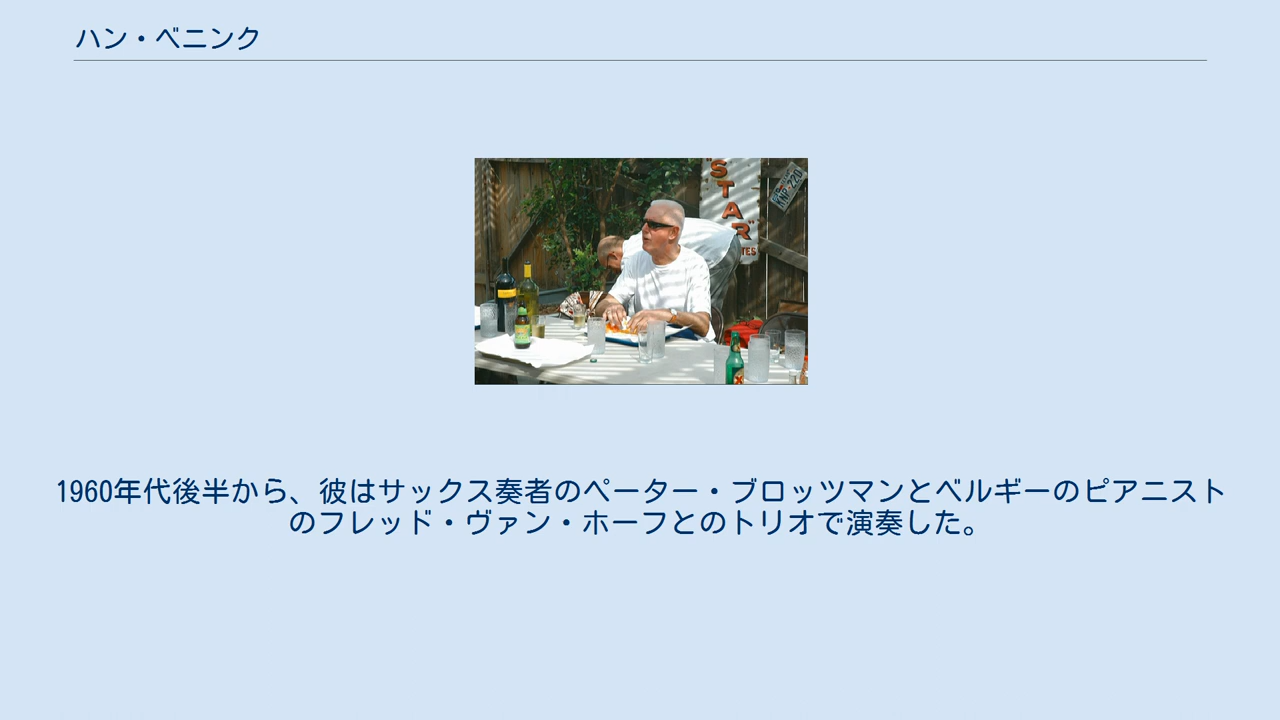 ハン・ベニンク
"STAR"
TES
KNP 220
1960年代後半から、彼はサックス奏者のペーター・ブロッツマンとベルギーのピアニスト
のフレッド・ヴァン・ホーフとのトリオで演奏した。